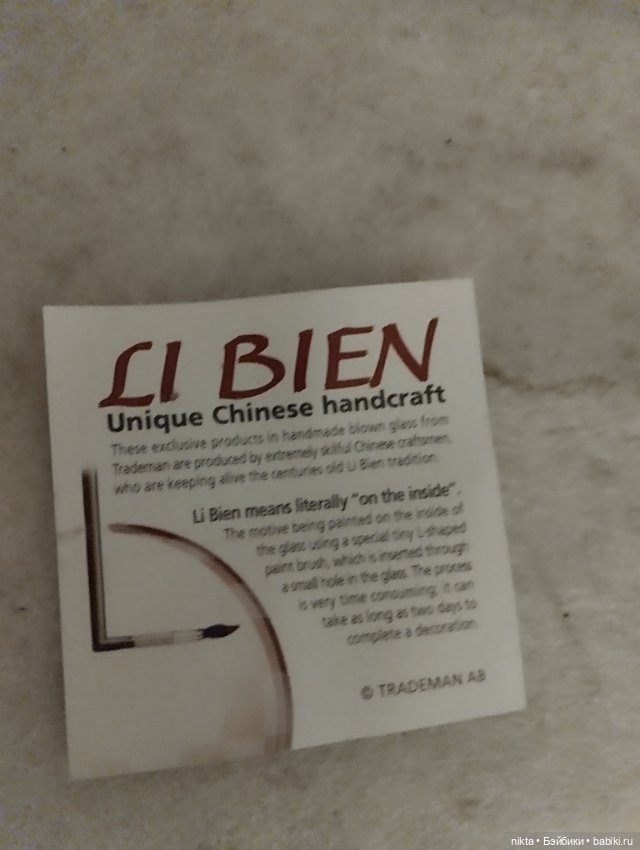 LI BIEN
Unique Chinese handcraft
These exclusive products in handmade blown glass from
Trademan are produced by extremely skilful Chinese craftsmen,
who are keeping alive the centuries old Li Bien tradition.
Li Bien means literally "on the inside".
The motive being painted on the inside of
the glass using a special tiny L-shaped
paint brush, which is inserted through
a small hole in the glass. The process
is very time consuming; it can
take as long as two days to
complete a decoration.
© TRADEMAN AB
nikta • Бэйбики • babiki.ru